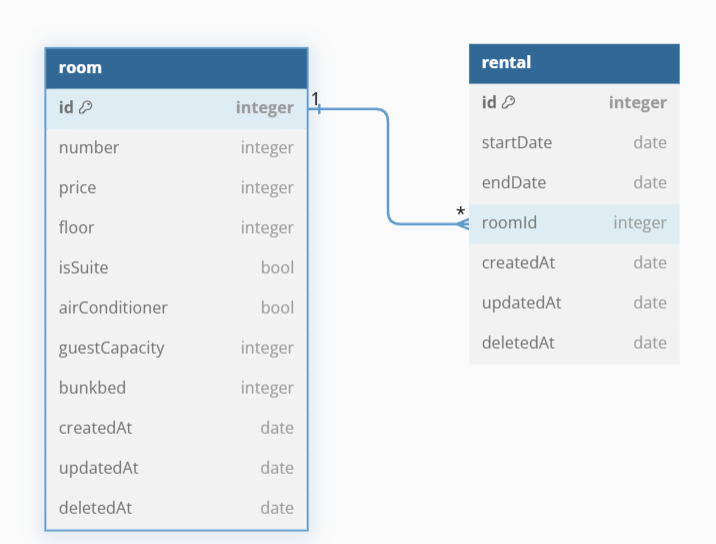 room
id integer
number integer
price integer
floor integer
isSuite bool
airConditioner bool
guestCapacity integer
bunkbed integer
createdAt date
updatedAt date
deletedAt date
1
*
rental
id integer
startDate date
endDate date
roomId integer
createdAt date
updatedAt date
deletedAt date